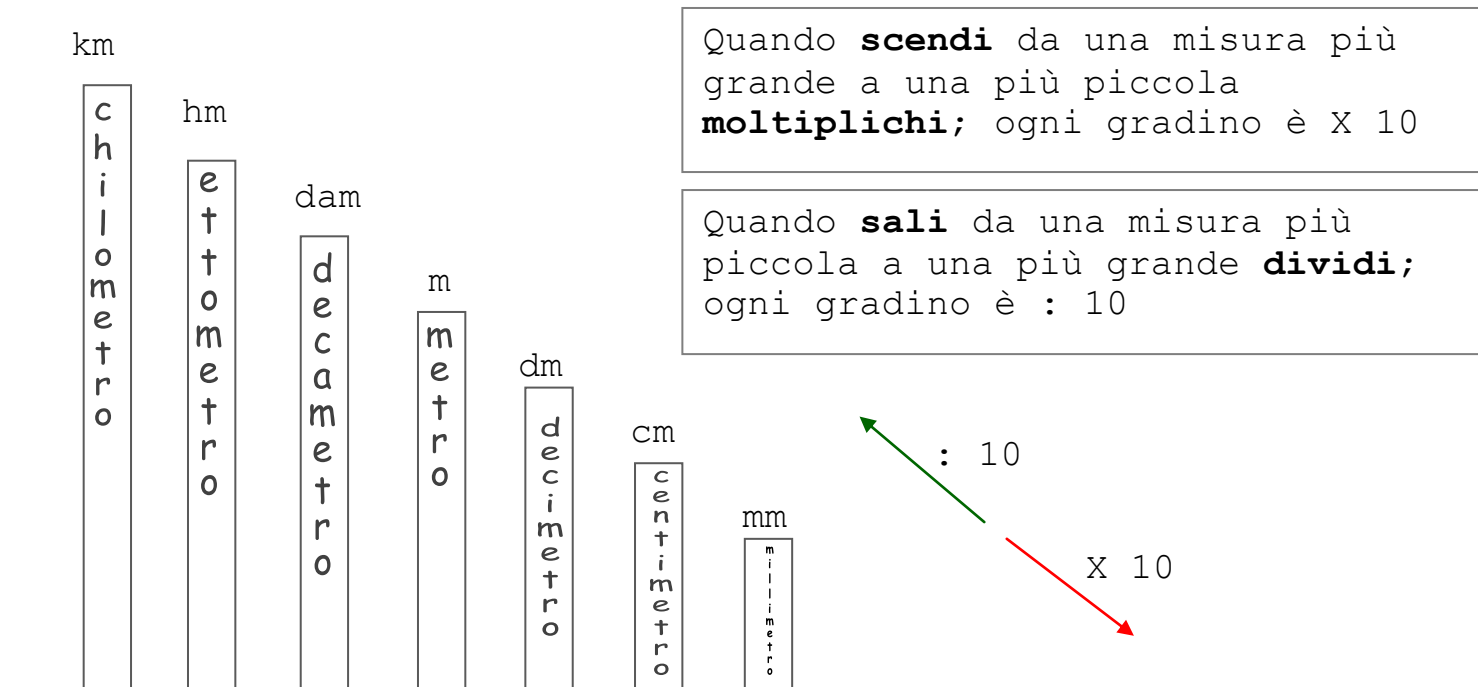 km
chilometro
hm
ettometro
dam
decametro
m
metro
dm
decimetro
cm
centimetro
mm
millimetro
Quando scendi da una misura più
grande a una più piccola
moltiplichi; ogni gradino è X 10
Quando sali da una misura più
piccola a una più grande dividi;
ogni gradino è : 10
: 10
X 10